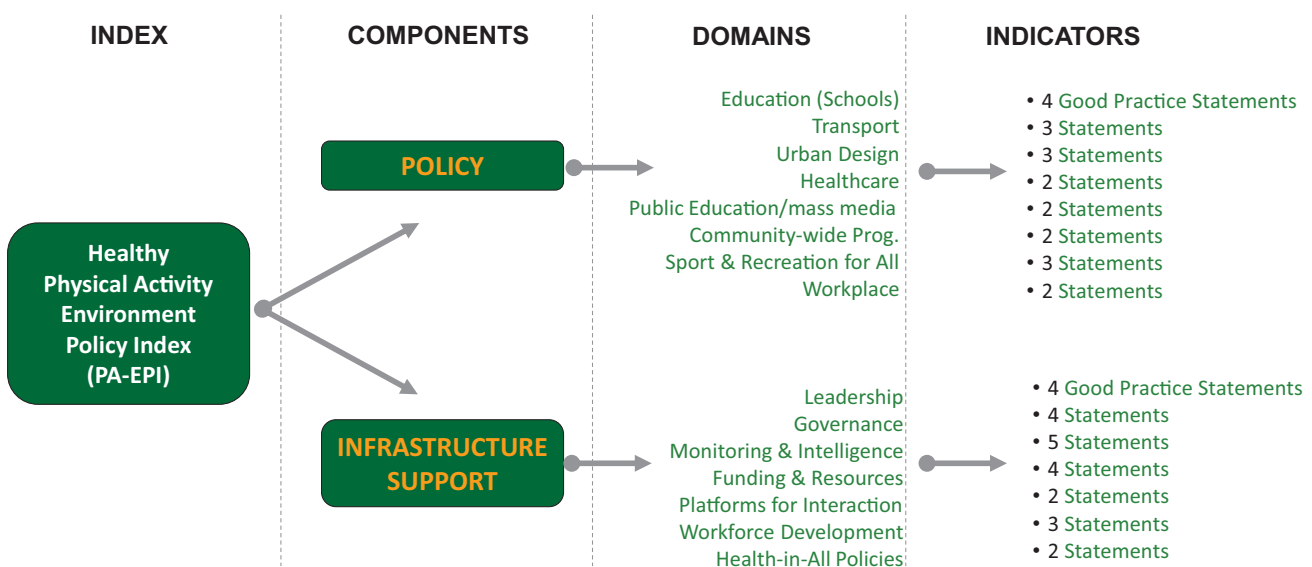 INDEX
COMPONENTS
DOMAINS
INDICATORS
Healthy
Physical Activity
Environment
Policy Index
(PA-EPI)
POLICY
Education (Schools)
Transport
Urban Design
Healthcare
Public Education/mass media
Community-wide Prog.
Sport & Recreation for All
Workplace
• 4 Good Practice Statements
• 3 Statements
• 3 Statements
• 2 Statements
• 2 Statements
• 2 Statements
• 3 Statements
• 2 Statements
INFRASTRUCTURE
SUPPORT
Leadership
Governance
Monitoring & Intelligence
Funding & Resources
Platforms for Interaction
Workforce Development
Health-in-All Policies
• 4 Good Practice Statements
• 4 Statements
• 5 Statements
• 4 Statements
• 2 Statements
• 3 Statements
• 2 Statements